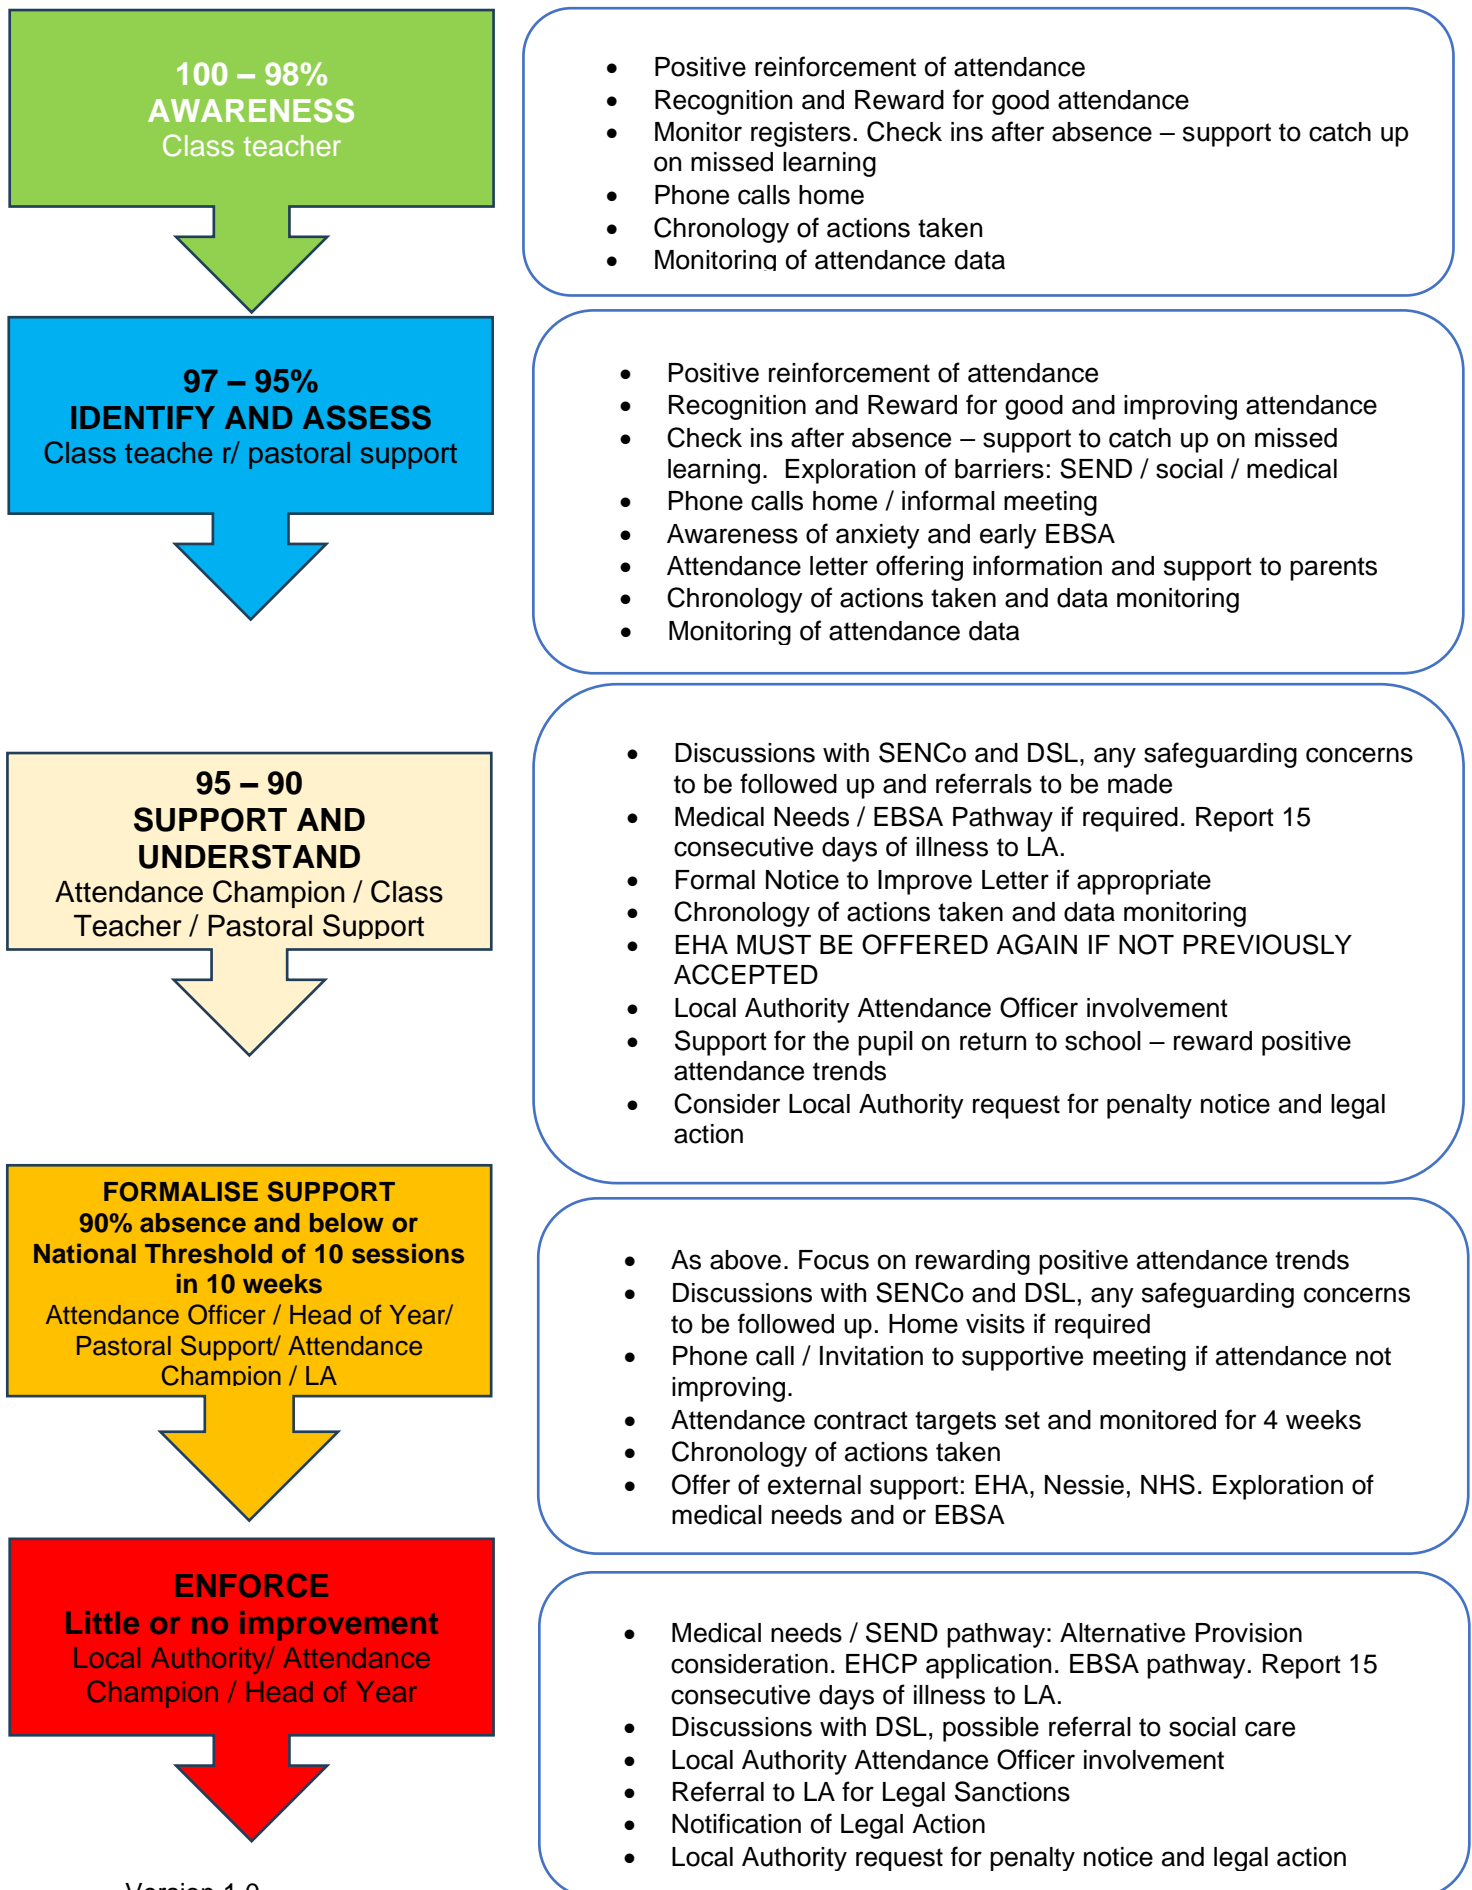 100 – 98%
AWARENESS
Class teacher
• Positive reinforcement of attendance
• Recognition and Reward for good attendance
• Monitor registers. Check ins after absence – support to catch up
on missed learning
• Phone calls home
• Chronology of actions taken
• Monitoring of attendance data
97 – 95%
IDENTIFY AND ASSESS
Class teache r/ pastoral support
• Positive reinforcement of attendance
• Recognition and Reward for good and improving attendance
• Check ins after absence – support to catch up on missed
learning.  Exploration of barriers: SEND / social / medical
• Phone calls home / informal meeting
• Awareness of anxiety and early EBSA
• Attendance letter offering information and support to parents
• Chronology of actions taken and data monitoring
• Monitoring of attendance data
95 – 90
SUPPORT AND
UNDERSTAND
Attendance Champion / Class
Teacher / Pastoral Support
• Discussions with SENCo and DSL, any safeguarding concerns
to be followed up and referrals to be made
• Medical Needs / EBSA Pathway if required. Report 15
consecutive days of illness to LA.
• Formal Notice to Improve Letter if appropriate
• Chronology of actions taken and data monitoring
• EHA MUST BE OFFERED AGAIN IF NOT PREVIOUSLY
ACCEPTED
• Local Authority Attendance Officer involvement
• Support for the pupil on return to school – reward positive
attendance trends
• Consider Local Authority request for penalty notice and legal
action
FORMALISE SUPPORT
90% absence and below or
National Threshold of 10 sessions
in 10 weeks
Attendance Officer / Head of Year/
Pastoral Support/ Attendance
Champion / LA
• As above. Focus on rewarding positive attendance trends
• Discussions with SENCo and DSL, any safeguarding concerns
to be followed up. Home visits if required
• Phone call / Invitation to supportive meeting if attendance not
improving.
• Attendance contract targets set and monitored for 4 weeks
• Chronology of actions taken
• Offer of external support: EHA, Nessie, NHS. Exploration of
medical needs and or EBSA
ENFORCE
Little or no improvement
Local Authority/ Attendance
Champion / Head of Year
• Medical needs / SEND pathway: Alternative Provision
consideration. EHCP application. EBSA pathway. Report 15
consecutive days of illness to LA.
• Discussions with DSL, possible referral to social care
• Local Authority Attendance Officer involvement
• Referral to LA for Legal Sanctions
• Notification of Legal Action
• Local Authority request for penalty notice and legal action
Version 1.0